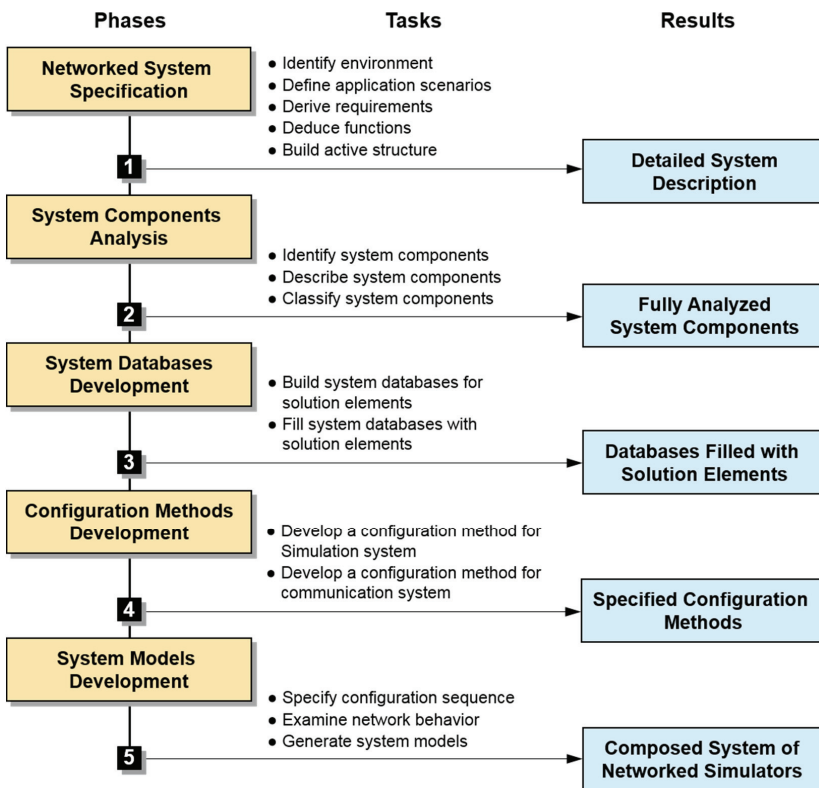 Phases
Tasks
Results
Networked System
Specification
● Identify environment
● Define application scenarios
● Derive requirements
● Deduce functions
● Build active structure
1
Detailed System
Description
System Components
Analysis
● Identify system components
● Describe system components
● Classify system components
2
Fully Analyzed
System Components
System Databases
Development
● Build system databases for
solution elements
● Fill system databases with
solution elements
3
Databases Filled with
Solution Elements
Configuration Methods
Development
● Develop a configuration method for
Simulation system
● Develop a configuration method for
communication system
4
Specified Configuration
Methods
System Models
Development
● Specify configuration sequence
● Examine network behavior
● Generate system models
5
Composed System of
Networked Simulators